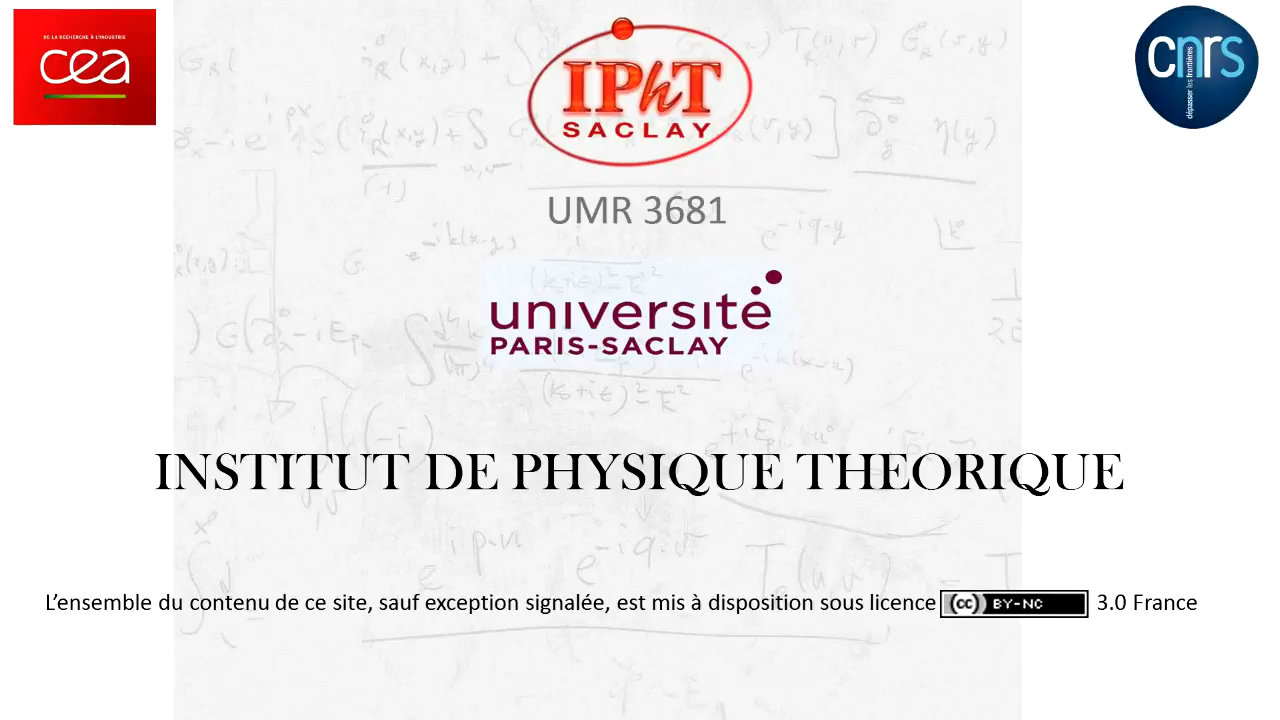 DE LA RECHERCHE À L'INDUSTRIE
cea
IPhT
SACLAY
cnrs
dépasser les frontières
UMR 3681
université
PARIS-SACLAY
INSTITUT DE PHYSIQUE THEORIQUE
L'ensemble du contenu de ce site, sauf exception signalée, est mis à disposition sous licence (cc) BY-NC 3.0 France